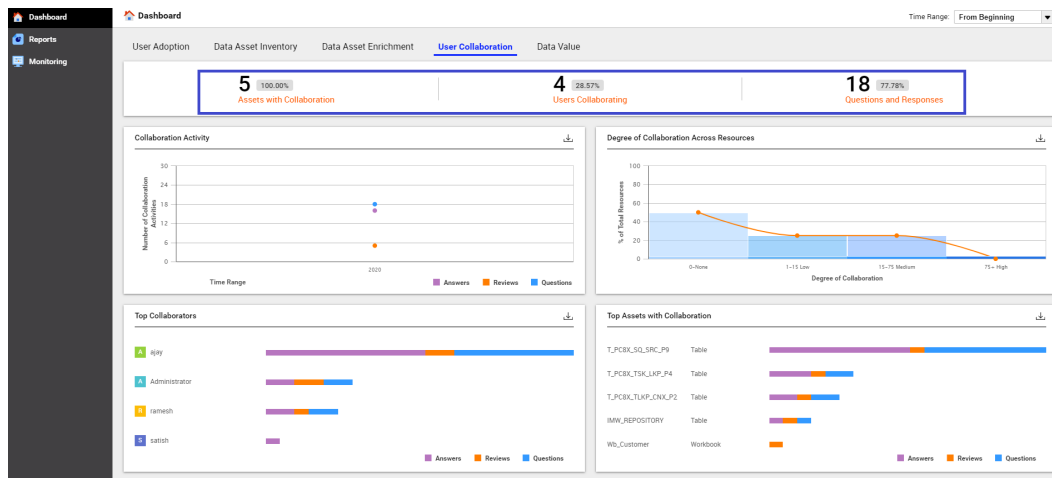 Dashboard
Reports
Monitoring
Dashboard
Time Range: From Beginning
User Adoption Data Asset Inventory Data Asset Enrichment User Collaboration Data Value
5 100.00%
Assets with Collaboration
4 28.57%
Users Collaborating
18 77.78%
Questions and Responses
Collaboration Activity
Number of Collaboration
Activities
30
24
18
12
6
0
2020
Time Range
Answers Reviews Questions
Degree of Collaboration Across Resources
% of Total Resources
100
80
60
40
20
0
0-None 1-15 Low 15-75 Medium 75+ High
Degree of Collaboration
Top Collaborators
A ajay
A Administrator
R ramesh
S satish
Answers Reviews Questions
Top Assets with Collaboration
T_PC8X_SQ_SRC_P9 Table
T_PC8X_TSK_LKP_P4 Table
T_PC8X_TLKP_CNX_P2 Table
IMW_REPOSITORY Table
Wb_Customer Workbook
Answers Reviews Questions